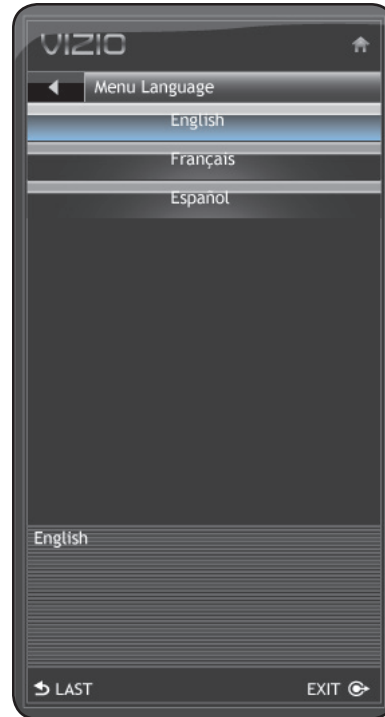 VIZIO
Menu Language
English
Français
Español
English
LAST EXIT